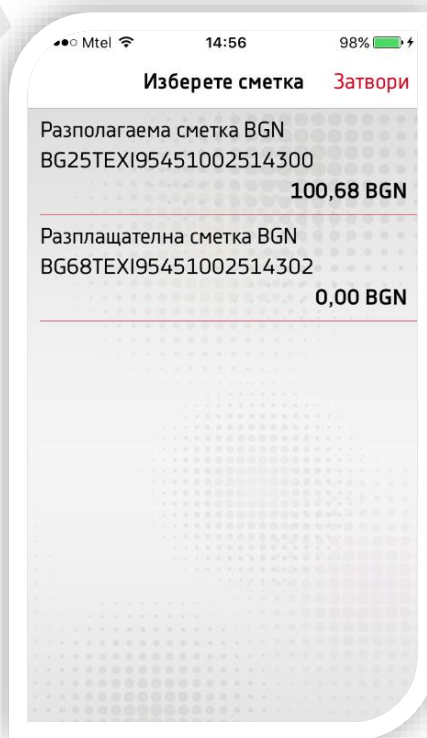 Mtel 14:56 98%
Изберете сметка Затвори
Разполагаема сметка BGN
BG25TEXI95451002514300
100,68 BGN
Разплащателна сметка BGN
BG68TEXI95451002514302
0,00 BGN